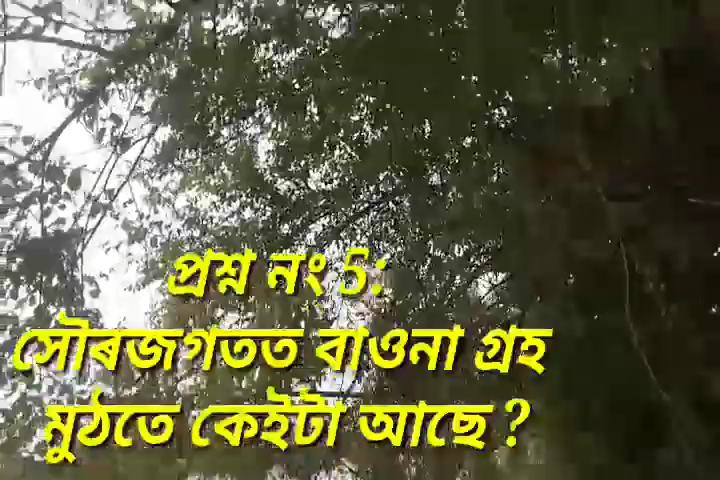 প্ৰশ্ন নং 5:
সৌৰজগতত বাওনা গ্ৰহ
মুঠতে কেইটা আছে ?